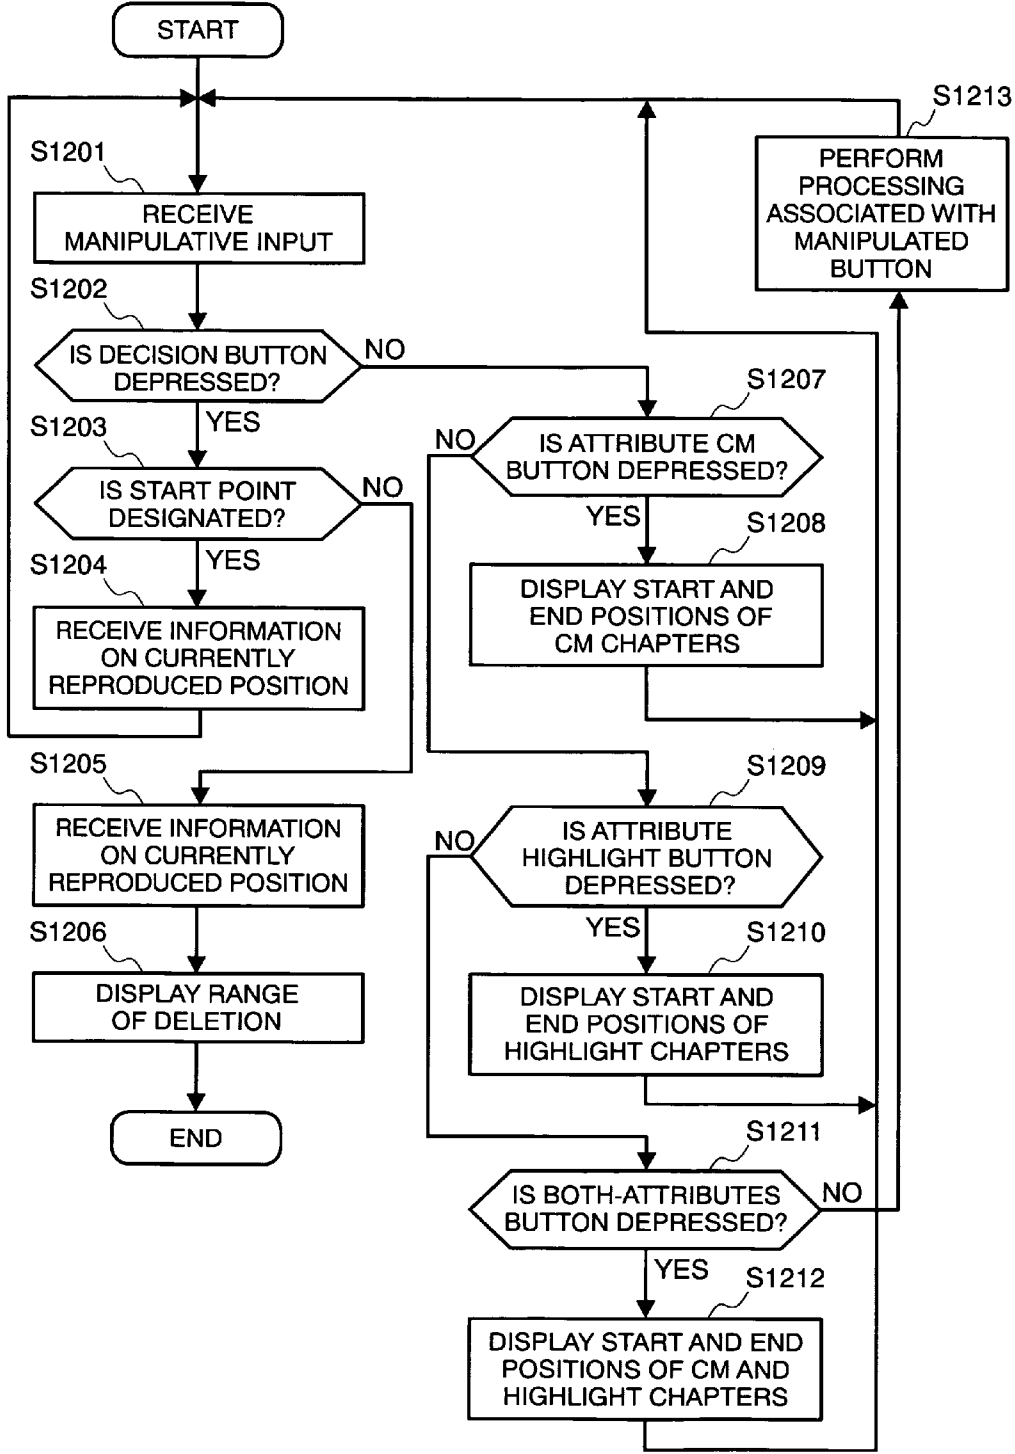 START
S1213
PERFORM
PROCESSING
ASSOCIATED WITH
MANIPULATED
BUTTON
S1201
RECEIVE
MANIPULATIVE INPUT
S1202
IS DECISION BUTTON
DEPRESSED?
NO
YES
S1203
IS START POINT
DESIGNATED?
NO
YES
S1204
RECEIVE INFORMATION
ON CURRENTLY
REPRODUCED POSITION
S1205
RECEIVE INFORMATION
ON CURRENTLY
REPRODUCED POSITION
S1206
DISPLAY RANGE
OF DELETION
END
S1207
NO
IS ATTRIBUTE CM
BUTTON DEPRESSED?
YES
S1208
DISPLAY START AND
END POSITIONS OF
CM CHAPTERS
S1209
NO
IS ATTRIBUTE
HIGHLIGHT BUTTON
DEPRESSED?
YES
S1210
DISPLAY START AND
END POSITIONS OF
HIGHLIGHT CHAPTERS
S1211
IS BOTH-ATTRIBUTES
BUTTON DEPRESSED?
NO
YES
S1212
DISPLAY START AND END
POSITIONS OF CM AND
HIGHLIGHT CHAPTERS